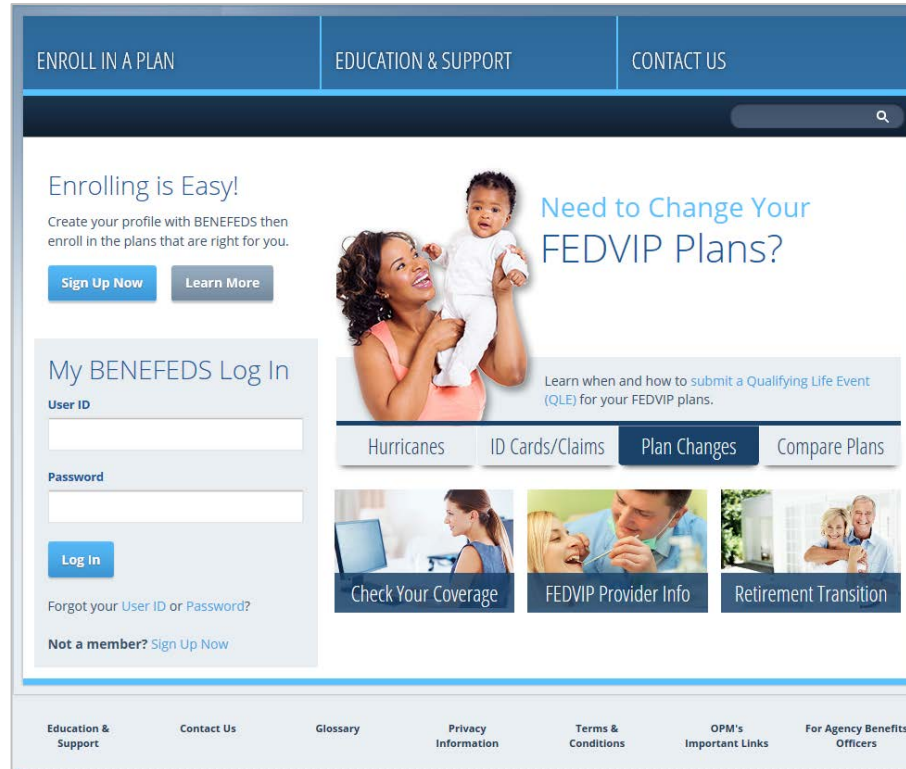 ENROLL IN A PLAN
EDUCATION & SUPPORT
CONTACT US
Enrolling is Easy!
Create your profile with BENEFEDS then
enroll in the plans that are right for you.
Sign Up Now
Learn More
Need to Change Your
FEDVIP Plans?
Learn when and how to submit a Qualifying Life Event
(QLE) for your FEDVIP plans.
Hurricanes
ID Cards/Claims
Plan Changes
Compare Plans
My BENEFEDS Log In
User ID
Password
Log In
Forgot your User ID or Password?
Not a member? Sign Up Now
Check Your Coverage
FEDVIP Provider Info
Retirement Transition
Education &
Support
Contact Us
Glossary
Privacy
Information
Terms &
Conditions
OPM's
Important Links
For Agency Benefits
Officers